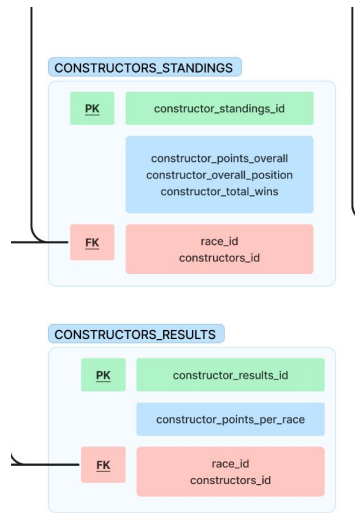 CONSTRUCTORS_STANDINGS
PK constructor_standings_id
constructor_points_overall
constructor_overall_position
constructor_total_wins
FK race_id
constructors_id
CONSTRUCTORS_RESULTS
PK constructor_results_id
constructor_points_per_race
FK race_id
constructors_id